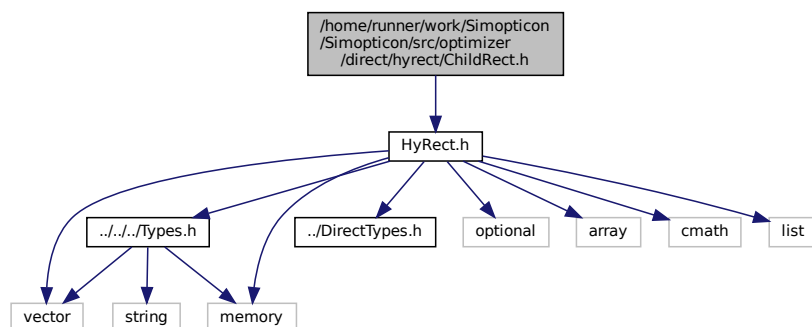 /home/runner/work/Simopticon
/Simopticon/src/optimizer
/direct/hyrect/ChildRect.h
HyRect.h
../../../Types.h
../DirectTypes.h
optional
array
cmath
list
vector
string
memory